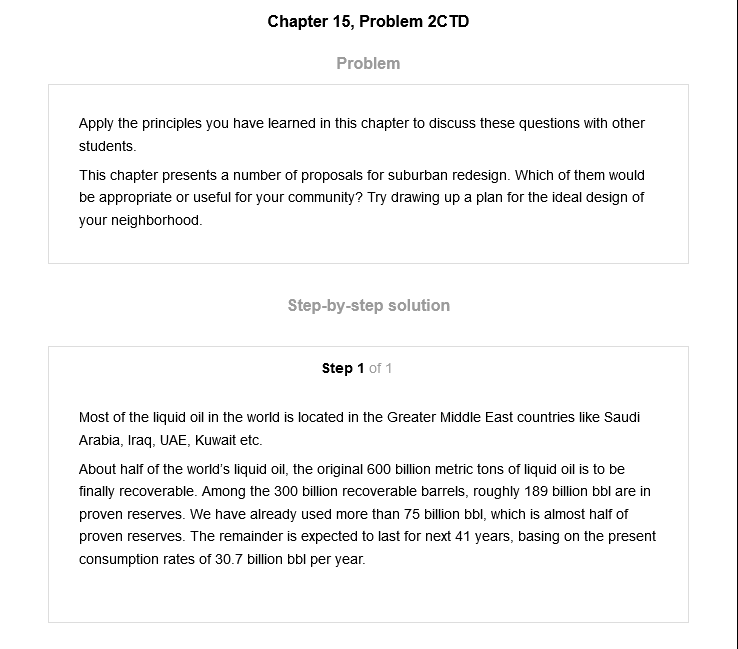 Chapter 15, Problem 2CTD
Problem
Apply the principles you have learned in this chapter to discuss these questions with other
students.
This chapter presents a number of proposals for suburban redesign. Which of them would
be appropriate or useful for your community? Try drawing up a plan for the ideal design of
your neighborhood.
Step-by-step solution
Step 1 of 1
Most of the liquid oil in the world is located in the Greater Middle East countries like Saudi
Arabia, Iraq, UAE, Kuwait etc.
About half of the world's liquid oil, the original 600 billion metric tons of liquid oil is to be
finally recoverable. Among the 300 billion recoverable barrels, roughly 189 billion bbl are in
proven reserves. We have already used more than 75 billion bbl, which is almost half of
proven reserves. The remainder is expected to last for next 41 years, basing on the present
consumption rates of 30.7 billion bbl per year.